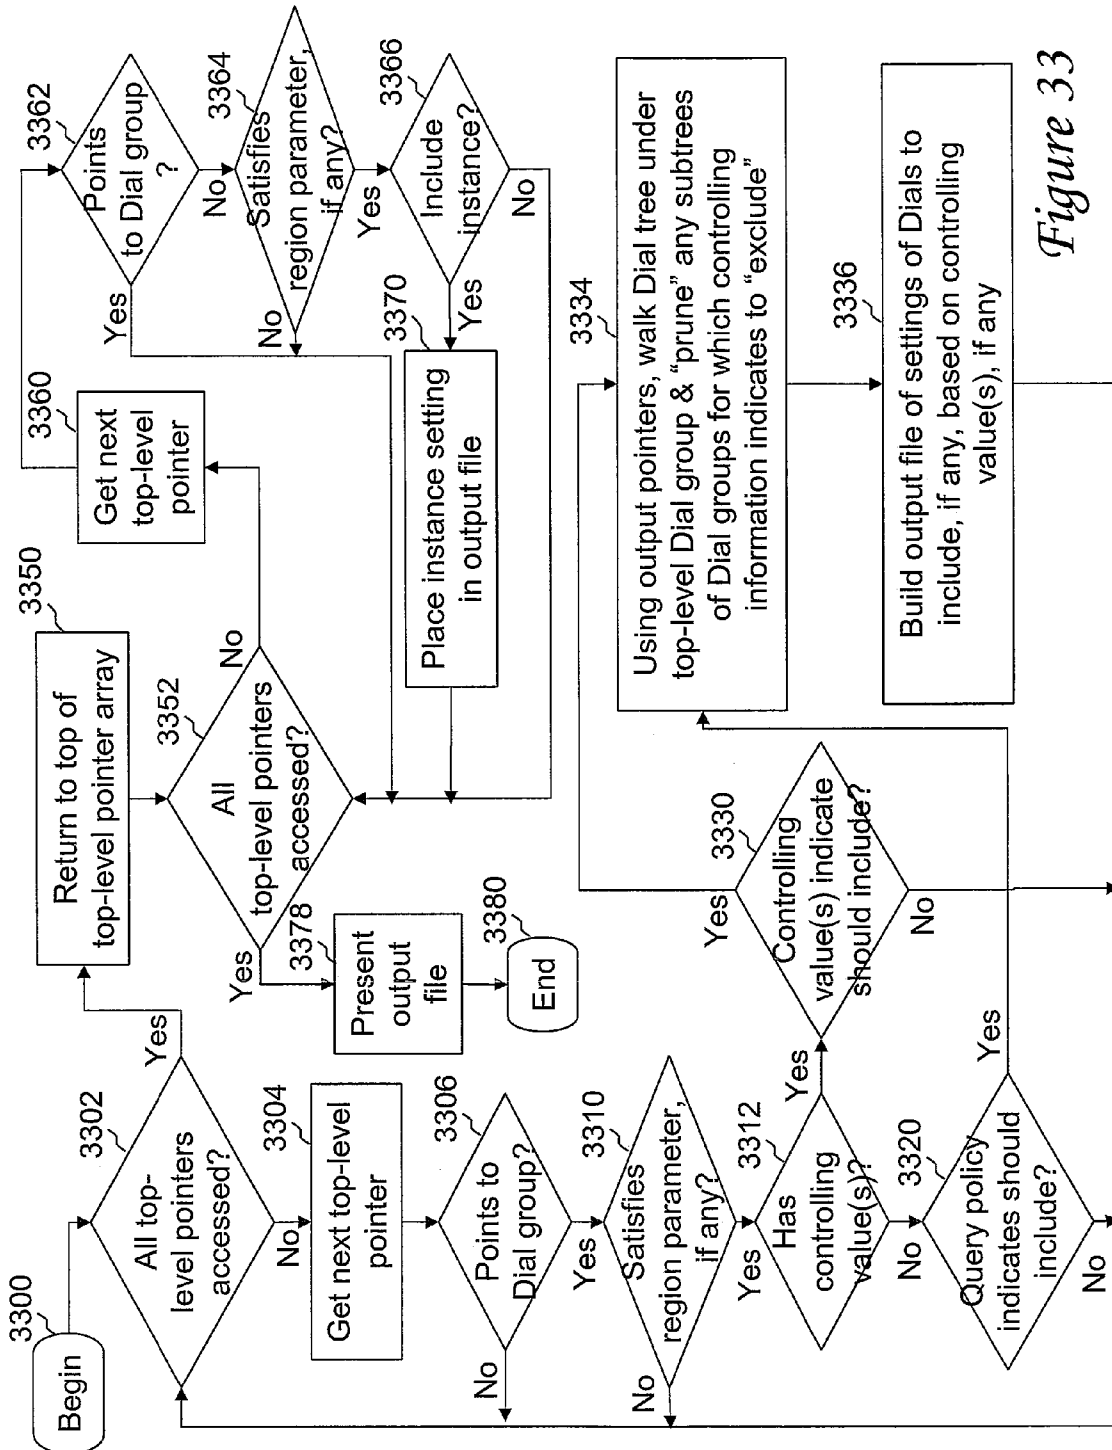 3300
Begin
3302
All top-
level pointers
accessed?
Yes
No
3304
Get next top-level
pointer
3306
Points to
Dial group?
No
Yes
3310
Satisfies
region parameter,
if any?
No
Yes
3312
Has
controlling
value(s)?
Yes
No
3320
Query policy
indicates should
include?
Yes
No
3330
Controlling
value(s) indicate
should include?
Yes
No
3334
Using output pointers, walk Dial tree under
top-level Dial group & “prune” any subtrees
of Dial groups for which controlling
information indicates to “exclude”
3336
Build output file of settings of Dials to
include, if any, based on controlling
value(s), if any
3350
Return to top of
top-level pointer array
3352
All
top-level pointers
accessed?
No
Yes
3360
Get next
top-level
pointer
3362
Points
to Dial group
?
Yes
No
3364
Satisfies
region parameter,
if any?
No
Yes
3366
Include
instance?
Yes
No
3370
Place instance setting
in output file
3378
Present
output
file
3380
End
Figure 33